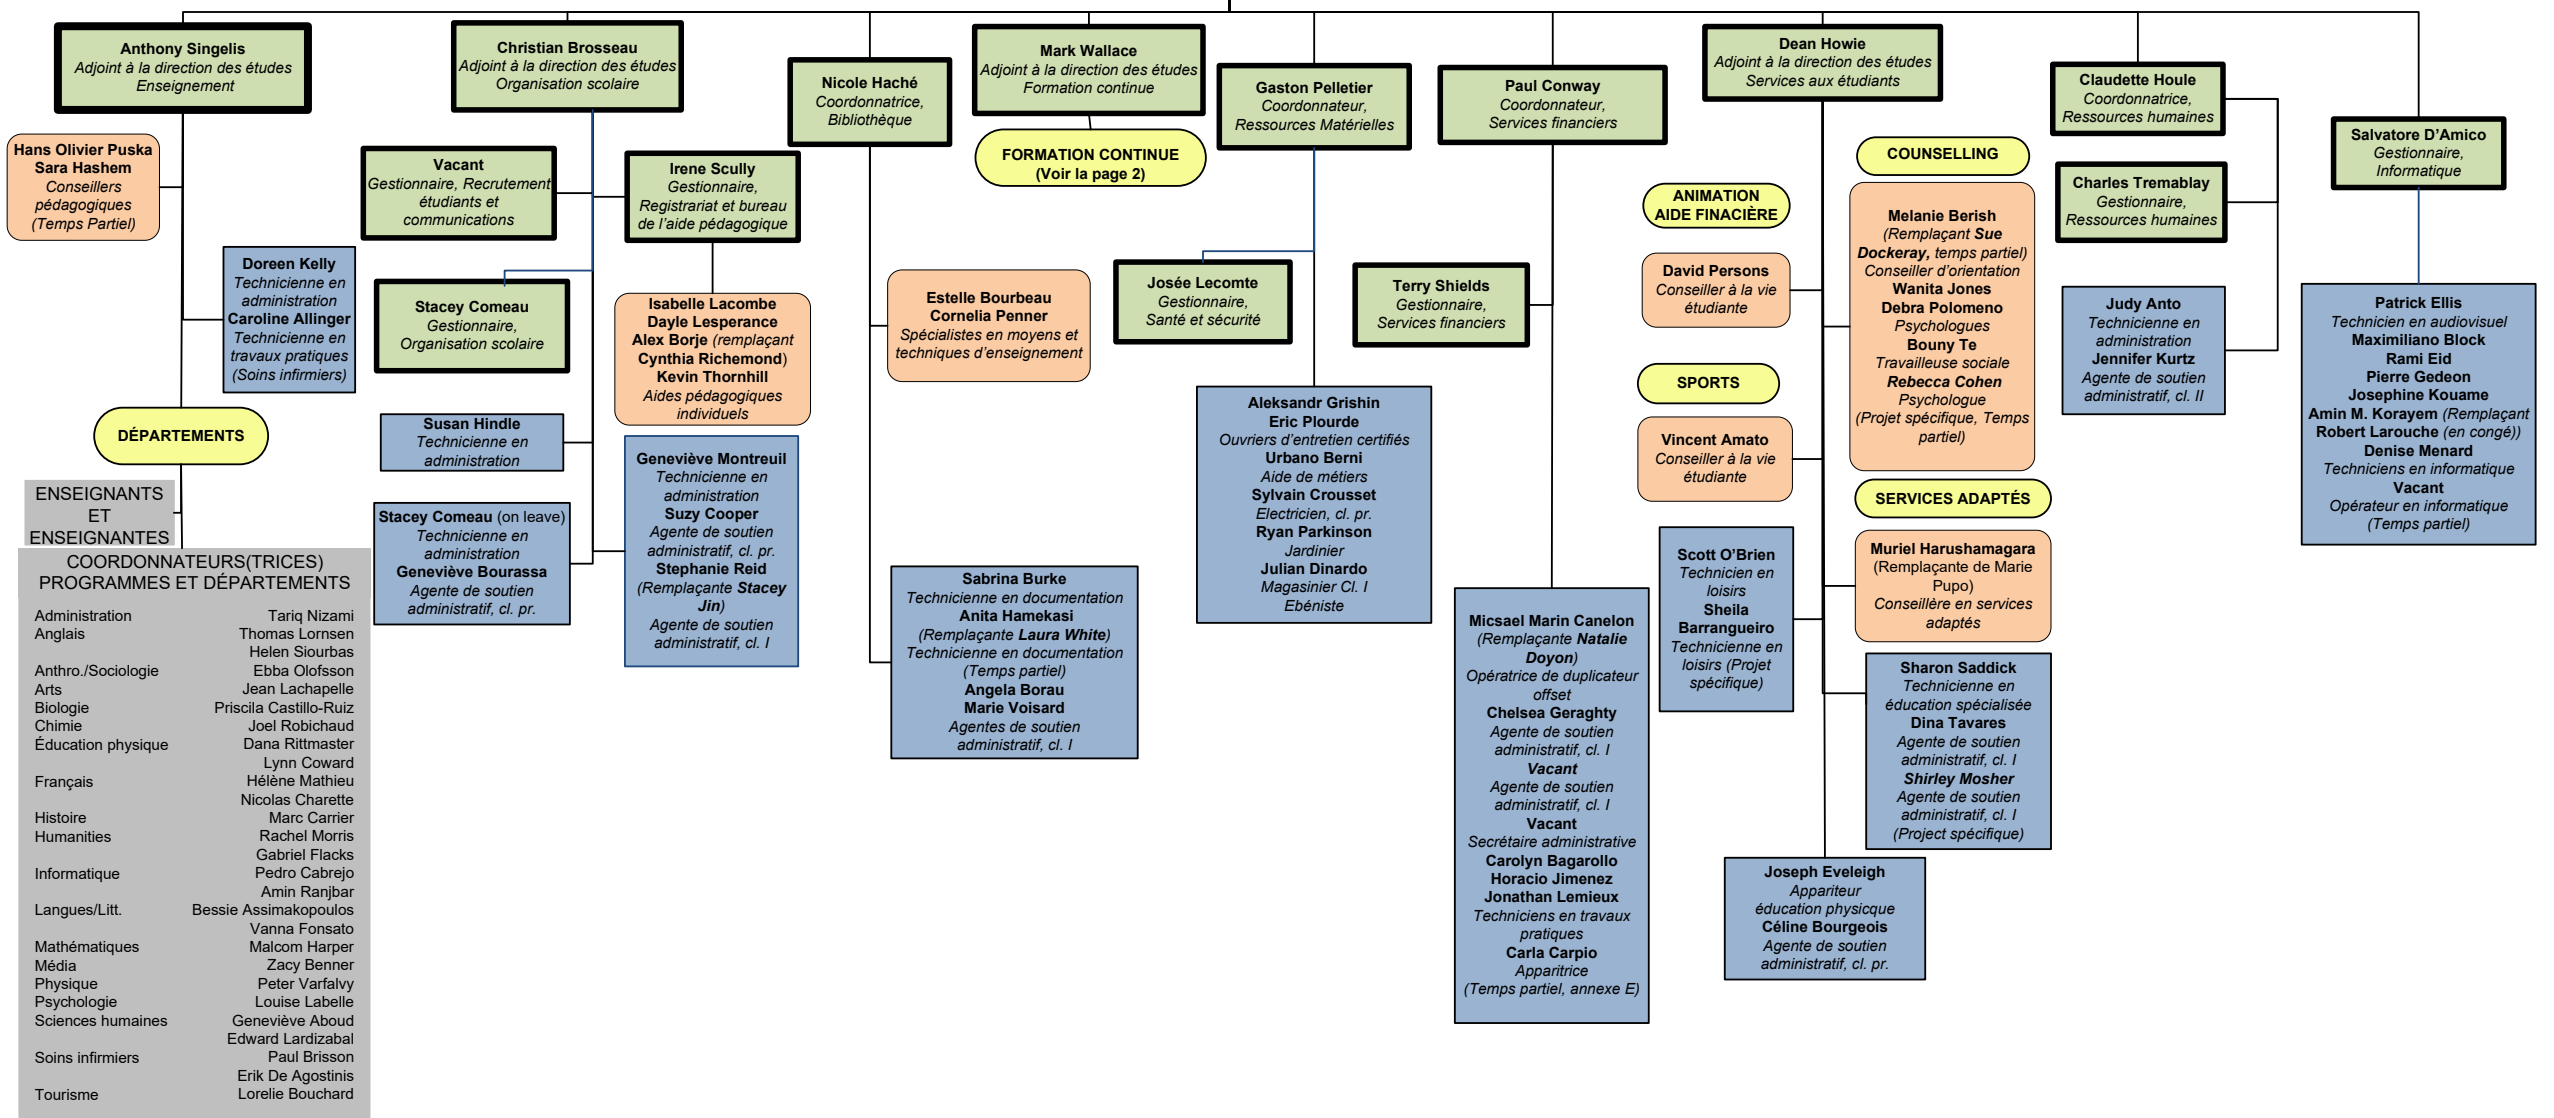 Anthony Singelis
Adjoint à la direction des études
Enseignement
Hans Olivier Puska
Sara Hashem
Conseillers
pédagogiques
(Temps Partiel)
Doreen Kelly
Technicienne en
administration
Caroline Allinger
Technicienne en
travaux pratiques
(Soins infirmiers)
DÉPARTEMENTS
ENSEIGNANTS
ET
ENSEIGNANTES
COORDONNATEURS(TRICES)
PROGRAMMES ET DÉPARTEMENTS
Administration Tariq Nizami
Anglais Thomas Lornsen
Helen Siourbas
Anthro./Sociologie Ebba Olofsson
Arts Jean Lachapelle
Biologie Priscila Castillo-Ruiz
Chimie Joel Robichaud
Éducation physique Dana Rittmaster
Lynn Coward
Français Hélène Mathieu
Nicolas Charette
Histoire Marc Carrier
Humanities Rachel Morris
Gabriel Flacks
Informatique Pedro Cabrejo
Amin Ranjbar
Langues/Litt. Bessie Assimakopoulos
Vanna Fonsato
Mathématiques Malcom Harper
Média Zacy Benner
Physique Peter Varfalvy
Psychologie Louise Labelle
Sciences humaines Geneviève Aboud
Edward Lardizabal
Soins infirmiers Paul Brisson
Erik De Agostinis
Tourisme Lorelie Bouchard
Christian Brosseau
Adjoint à la direction des études
Organisation scolaire
Vacant
Gestionnaire, Recrutement
étudiants et
communications
Irene Scully
Gestionnaire,
Registrariat et bureau
de l'aide pédagogique
Stacey Comeau
Gestionnaire,
Organisation scolaire
Isabelle Lacombe
Dayle Lesperance
Alex Borje (remplaçant
Cynthia Richemond)
Kevin Thornhill
Aides pédagogiques
individuels
Susan Hindle
Technicienne en
administration
Geneviève Montreuil
Technicienne en
administration
Suzy Cooper
Agente de soutien
administratif, cl. pr.
Stephanie Reid
(Remplaçante Stacey
Jin)
Agente de soutien
administratif, cl. I
Stacey Comeau (on leave)
Technicienne en
administration
Geneviève Bourassa
Agente de soutien
administratif, cl. pr.
Nicole Haché
Coordonnatrice,
Bibliothèque
Estelle Bourbeau
Cornelia Penner
Spécialistes en moyens et
techniques d'enseignement
Sabrina Burke
Technicienne en documentation
Anita Hamekasi
(Remplaçante Laura White)
Technicienne en documentation
(Temps partiel)
Angela Borau
Marie Voisard
Agentes de soutien
administratif, cl. I
Mark Wallace
Adjoint à la direction des études
Formation continue
FORMATION CONTINUE
(Voir la page 2)
Gaston Pelletier
Coordonnateur,
Ressources Matérielles
Josée Lecomte
Gestionnaire,
Santé et sécurité
Aleksandr Grishin
Eric Plourde
Ouvriers d'entretien certifiés
Urbano Berni
Aide de métiers
Sylvain Crousset
Electricien, cl. pr.
Ryan Parkinson
Jardinier
Julian Dinardo
Magasinier Cl. I
Ebéniste
Paul Conway
Coordonnateur,
Services financiers
Terry Shields
Gestionnaire,
Services financiers
Micsael Marin Canelon
(Remplaçante Natalie
Doyon)
Opératrice de duplicateur
offset
Chelsea Geraghty
Agente de soutien
administratif, cl. I
Vacant
Agente de soutien
administratif, cl. I
Vacant
Secrétaire administrative
Carolyn Bagarollo
Horacio Jimenez
Jonathan Lemieux
Techniciens en travaux
pratiques
Carla Carpio
Apparitrice
(Temps partiel, annexe E)
Dean Howie
Adjoint à la direction des études
Services aux étudiants
ANIMATION
AIDE FINACIÈRE
David Persons
Conseiller à la vie
étudiante
SPORTS
Vincent Amato
Conseiller à la vie
étudiante
Scott O'Brien
Technicien en
loisirs
Sheila
Barrangueiro
Technicienne en
loisirs (Projet
spécifique)
COUNSELLING
Melanie Berish
(Remplaçant Sue
Dockeray, temps partiel)
Conseiller d'orientation
Wanita Jones
Debra Polomeno
Psychologues
Bouny Te
Travailleuse sociale
Rebecca Cohen
Psychologue
(Projet spécifique, Temps
partiel)
SERVICES ADAPTÉS
Muriel Harushamagara
(Remplaçante de Marie
Pupo)
Conseillère en services
adaptés
Sharon Saddick
Technicienne en
éducation spécialisée
Dina Tavares
Agente de soutien
administratif, cl. I
Shirley Mosher
Agente de soutien
administratif, cl. I
(Project spécifique)
Joseph Eveleigh
Appariteur
éducation physicque
Céline Bourgeois
Agente de soutien
administratif, cl. pr.
Claudette Houle
Coordonnatrice,
Ressources humaines
Charles Tremablay
Gestionnaire,
Ressources humaines
Judy Anto
Technicienne en
administration
Jennifer Kurtz
Agente de soutien
administratif, cl. II
Salvatore D'Amico
Gestionnaire,
Informatique
Patrick Ellis
Technicien en audiovisuel
Maximiliano Block
Rami Eid
Pierre Gedeon
Josephine Kouame
Amin M. Korayem (Remplaçant
Robert Larouche (en congé))
Denise Menard
Techniciens en informatique
Vacant
Opérateur en informatique
(Temps partiel)